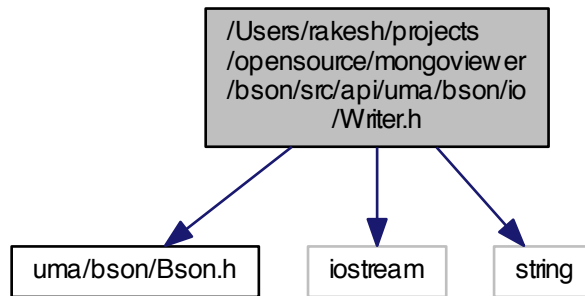 /Users/rakesh/projects
/opensource/mongoviewer
/bson/src/api/uma/bson/io
/Writer.h
uma/bson/Bson.h
iostream
string